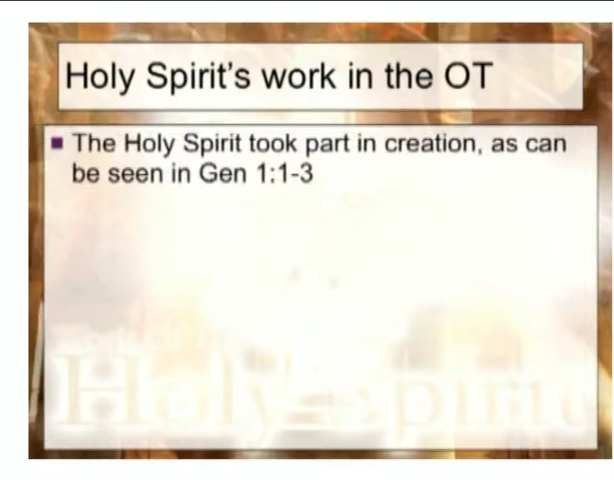 Holy Spirit's work in the OT
The Holy Spirit took part in creation, as can
be seen in Gen 1:1-3
Holy Spirit